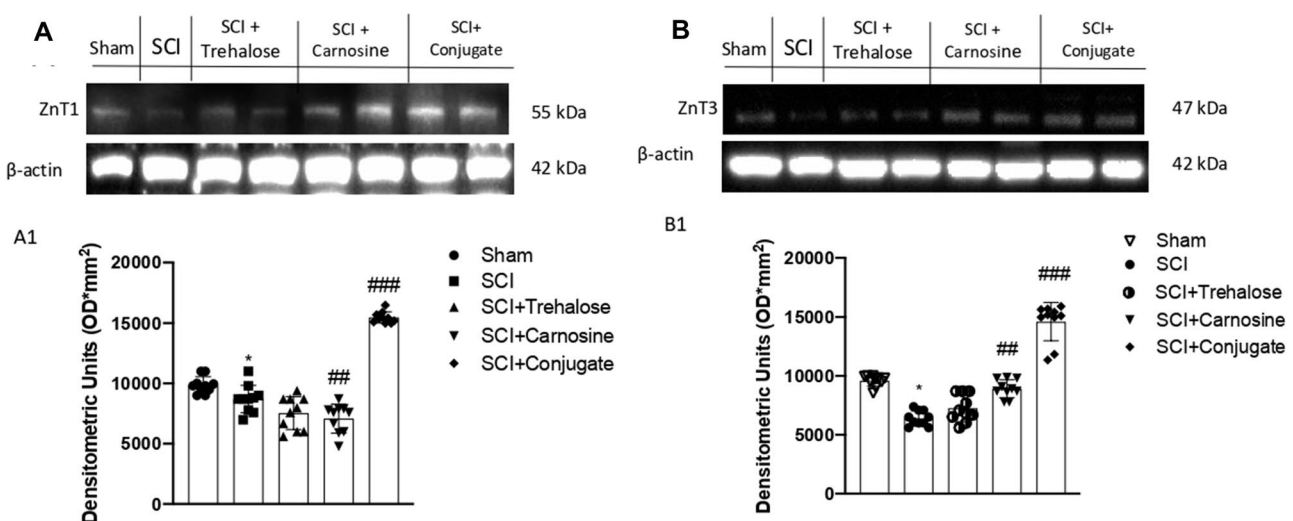 A
Sham
SCI
SCI +
Trehalose
SCI +
Carnosine
SCI+
Conjugate
ZnT1
55 kDa
β-actin
42 kDa
B
Sham
SCI
SCI +
Trehalose
SCI +
Carnosine
SCI+
Conjugate
ZnT3
47 kDa
β-actin
42 kDa
A1
Densitometric Units (OD*mm2)
20000
15000
10000
5000
0
*
##
###
Sham
SCI
SCI+Trehalose
SCI+Carnosine
SCI+Conjugate
B1
Densitometric Units (OD*mm2)
20000
15000
10000
5000
0
*
##
###
Sham
SCI
SCI+Trehalose
SCI+Carnosine
SCI+Conjugate